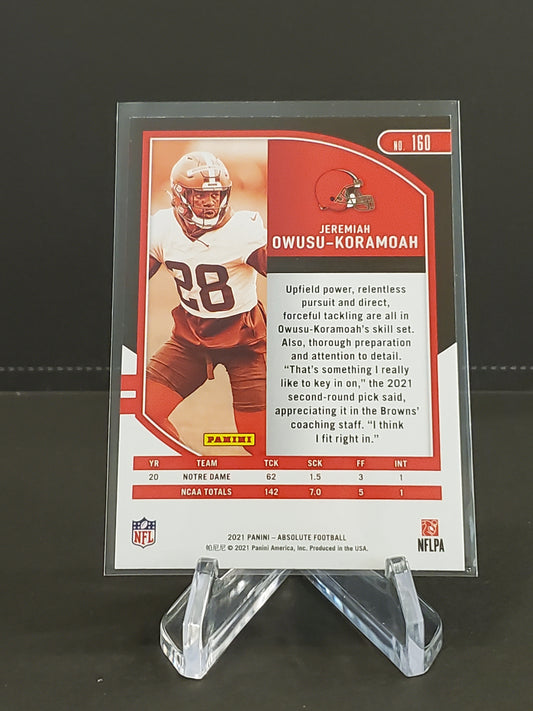 NO. 160
JEREMIAH
OWUSU-KORAMOAH
28
Upfield power, relentless
pursuit and direct,
forceful tackling are all in
Owusu-Koramoah's skill set.
Also, thorough preparation
and attention to detail.
“That's something I really
like to key in on,” the 2021
second-round pick said,
appreciating it in the Browns'
coaching staff. “I think
I fit right in.”
PANINI
YR TEAM TCK SCK FF INT
20 NOTRE DAME 62 1.5 3 1
NCAA TOTALS 142 7.0 5 1
2021 PANINI – ABSOLUTE FOOTBALL
帕尼尼 © 2021 Panini America, Inc. Produced in the USA.
NFL
NFLPA